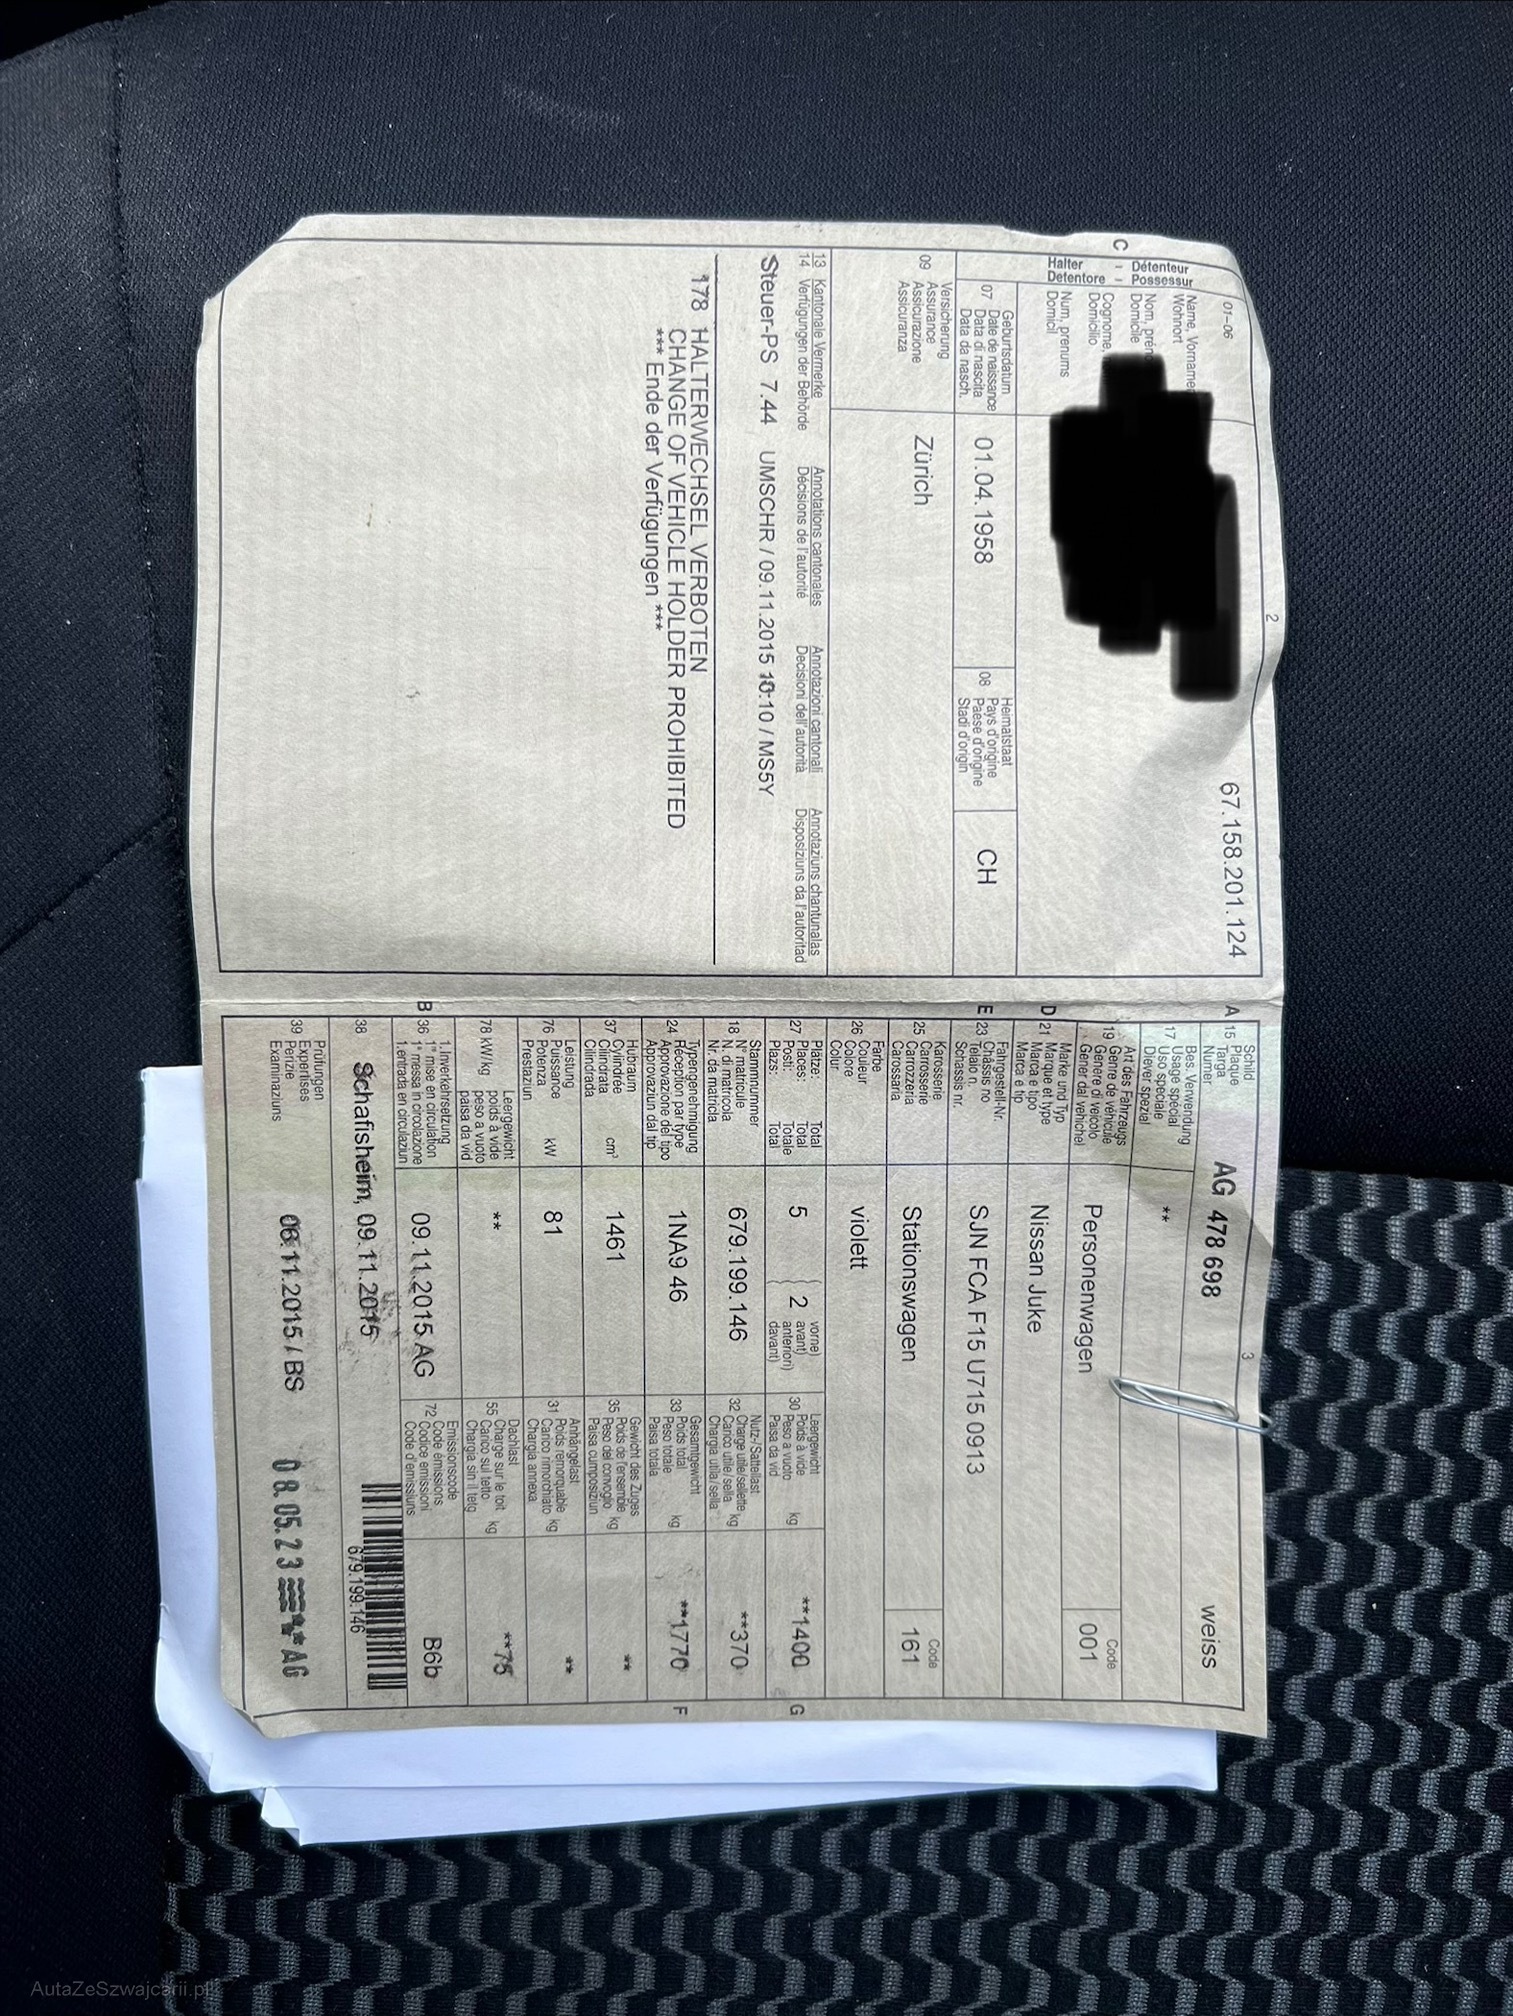 2
67.158.201.124
01-06
C
Détenteur
Possessur
Halter
Detentore
Name, Vorname
Wohnort
Domicile
Cognome,
Domicilio
Num, prenums
Domicil
Geburtsdatum
07 Date de naissance
Data di nascita
Data da nasch.
01.04.1958
Heimatstaat
08 Pays d'origine
Paese d'origine
Stadi d'origin
CH
Versicherung
09 Assurance
Assicurazione
Assicuranza
Zürich
13 Kantonale Vermerke Annotations cantonales Annotazioni cantonali Annotaziuns chantunalas
14 Verfügungen der Behörde Décisions de l'autorité Decisioni dell'autorità Disposiziuns da l'autoritad
Steuer-PS 7.44 UMSCHR / 09.11.2015 10:10 / MS5Y
178 HALTERWECHSEL VERBOTEN
CHANGE OF VEHICLE HOLDER PROHIBITED
*** Ende der Verfügungen ***
3
A
15 Schild
Plaque
Targa
Numer
AG 478 698
weiss
Bes. Verwendung
17 Usage spécial
Uso speciale
Diever spezial
**
Art des Fahrzeugs
19 Genre de véhicule
Genere di veicolo
Gener dal vehichel
Personenwagen
Code
001
D
Marke und Typ
21 Marque et type
Marca e tipo
Marca e tip
Nissan Juke
E
Fahrgestell-Nr.
23 Châssis no
Telaio n.
Schassis nr.
SJN FCA F15 U715 0913
Karosserie
25 Carrosserie
Carrozzeria
Carossaria
Stationswagen
Code
161
Farbe
26 Couleur
Colore
Colur
violett
Plätze: Total
27 Places: Total
Posti: Totale
Plazs: Total
5
2
vorne)
avant)
anteriori)
davant)
Leergewicht
30 Poids à vide
Peso a vuoto kg
Paisa da vid
**1400
G
Stammnummer
18 N° matricule
N. di matricola
Nr. da matricla
679.199.146
Nutz-/Sattellast
32 Charge utile/sellette kg
Carico utile/ sella
Chargia utila/sella
**370
Typengenehmigung
24 Réception par type
Approvazione del tipo
Approvaziun dal tip
1NA9 46
Gesamtgewicht
33 Poids total
Peso totale kg
Paisa totala
**1770
F
Hubraum
37 Cylindrée
Cilindrata cm³
Cilindrada
1461
Gewicht des Zuges
35 Poids de l'ensemble kg
Peso del convoglio
Paisa cumposiziun
**
Leistung
76 Puissance
Potenza kW
Prestaziun
81
Anhängelast
31 Poids remorquable kg
Carico rimorchiato
Chargia annexa
**
Leergewicht
78 kW/kg poids à vide
peso a vuoto
paisa da vid
**
Dachlast
55 Charge sur le toit kg
Carico sul tetto
Chargia sin il tetg
**75
B
1.Inverkehrsetzung
36 1re mise en circulation
1a messa in circolazione
1.entrada en circulaziun
09.11.2015 AG
Emissionscode
72 Code émissions
Codice emissioni
Code d'emissiuns
B6b
38 Schafisheim, 09.11.2015
679.199.146
Prüfungen
39 Expertises
Perizie
Examinaziuns
06.11.2015 / BS
08.05.23 AG
AutaZeSzwajcarii.pl